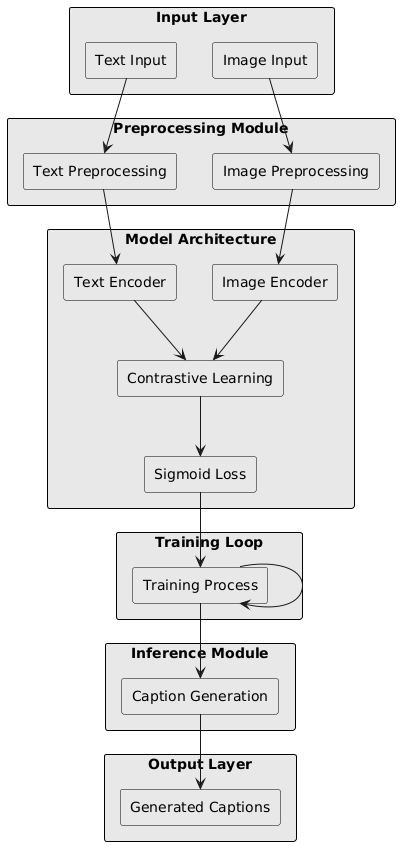 Input Layer
Text Input
Image Input
Preprocessing Module
Text Preprocessing
Image Preprocessing
Model Architecture
Text Encoder
Image Encoder
Contrastive Learning
Sigmoid Loss
Training Loop
Training Process
Inference Module
Caption Generation
Output Layer
Generated Captions